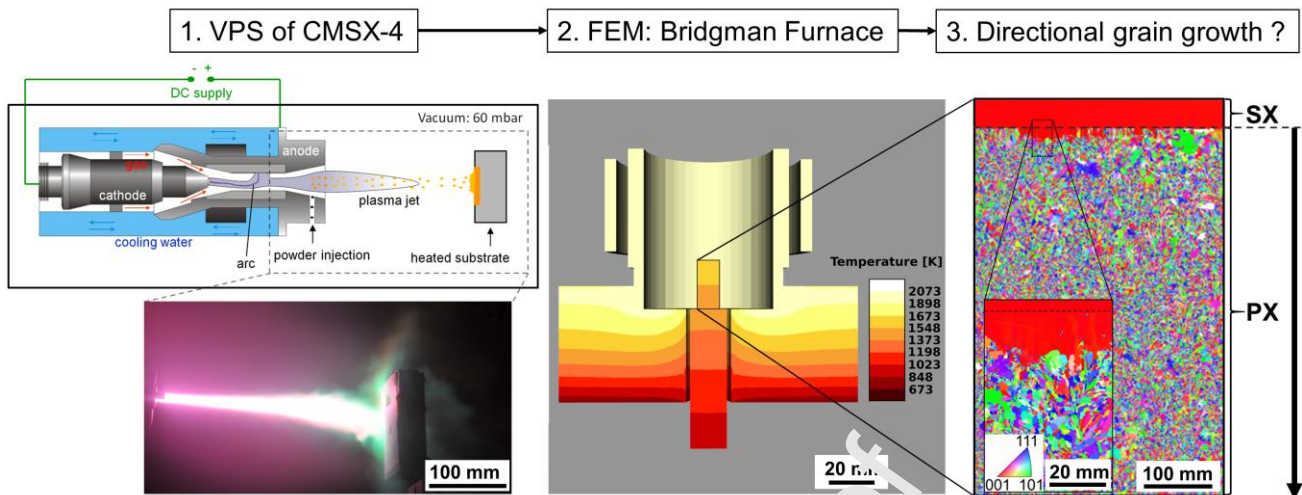 1. VPS of CMSX-4
2. FEM: Bridgman Furnace
3. Directional grain growth ?
- +
DC supply
Vacuum: 60 mbar
anode
gas
cathode
plasma jet
cooling water
arc
powder injection
heated substrate
100 mm
Temperature [K]
2073
1898
1673
1548
1373
1198
1023
848
673
20 mm
SX
PX
111
001 101
20 mm
100 mm